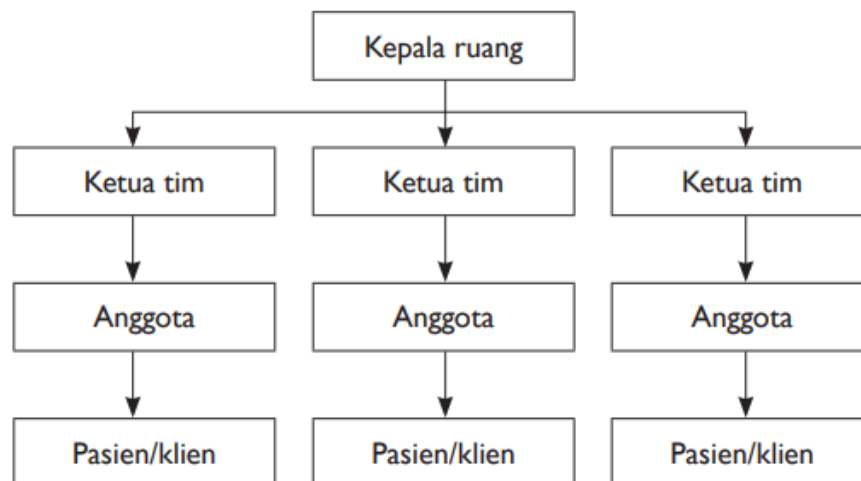 Kepala ruang
Ketua tim
Ketua tim
Ketua tim
Anggota
Anggota
Anggota
Pasien/klien
Pasien/klien
Pasien/klien